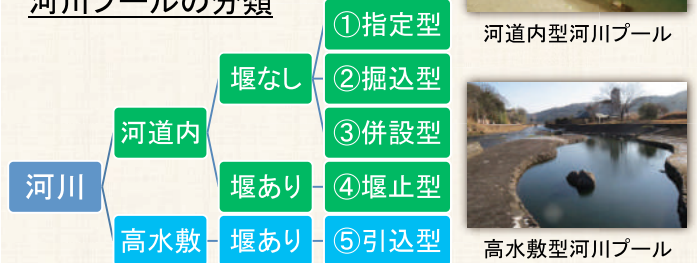 河川プールの分類
①指定型
河道内型河川プール
堰なし
②掘込型
河道内
③併設型
河川
堰あり
④堰止型
高水敷
堰あり
⑤引込型
高水敷型河川プール